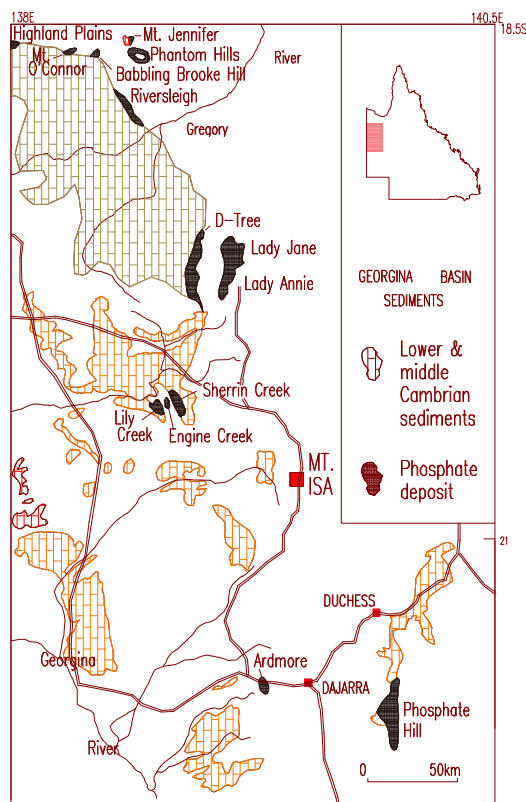 138E
140.5E
18.5S
Highland Plains
Mt. Jennifer
Mt.
O'Connor
Phantom Hills
Babbling Brooke Hill
River
Riversleigh
Gregory
D-Tree
Lady Jane
Lady Annie
GEORGINA BASIN
SEDIMENTS
Lower &
middle
Cambrian
sediments
Phosphate
deposit
Sherrin Creek
Lily
Creek
Engine Creek
MT.
ISA
21
DUCHESS
Georgina
Ardmore
DAJARRA
Phosphate
Hill
River
0 50km